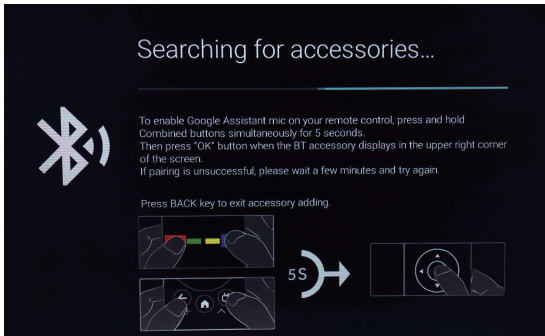 Searching for accessories...
To enable Google Assistant mic on your remote control, press and hold
Combined buttons simultaneously for 5 seconds.
Then press "OK" button when the BT accessory displays in the upper right corner
of the screen.
If pairing is unsuccessful, please wait a few minutes and try again.
Press BACK key to exit accessory adding.
5S